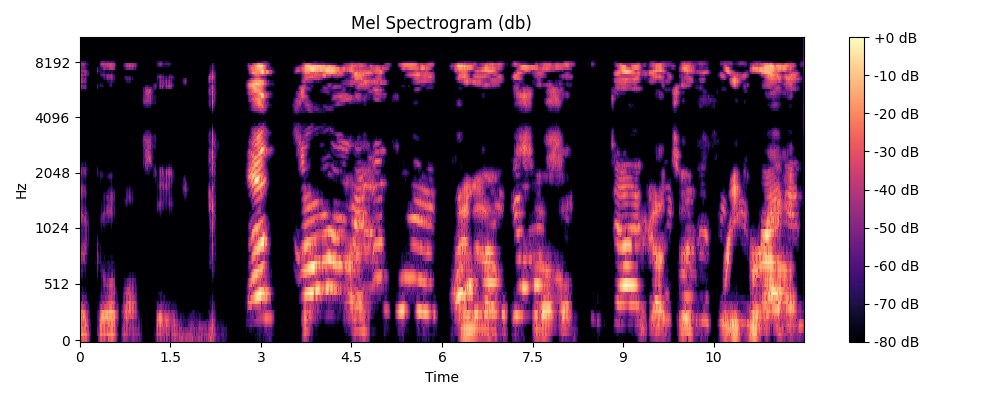 Mel Spectrogram (db)
8192
4096
2048
1024
512
0
Hz
0 1.5 3 4.5 6 7.5 9 10
Time
+0 dB
-10 dB
-20 dB
-30 dB
-40 dB
-50 dB
-60 dB
-70 dB
-80 dB